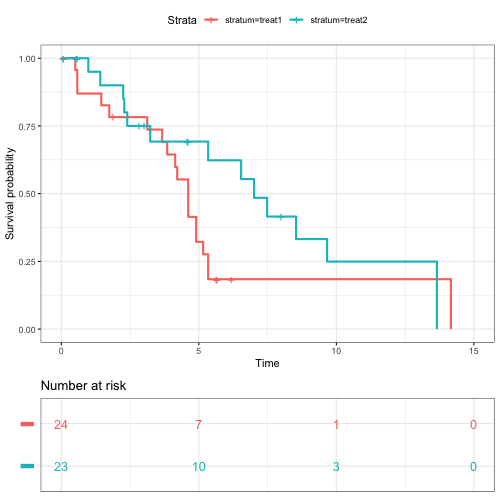 Strata stratum=treat1 stratum=treat2
Survival probability
1.00
0.75
0.50
0.25
0.00
0 5 10 15
Time
Number at risk
24 7 1 0
23 10 3 0